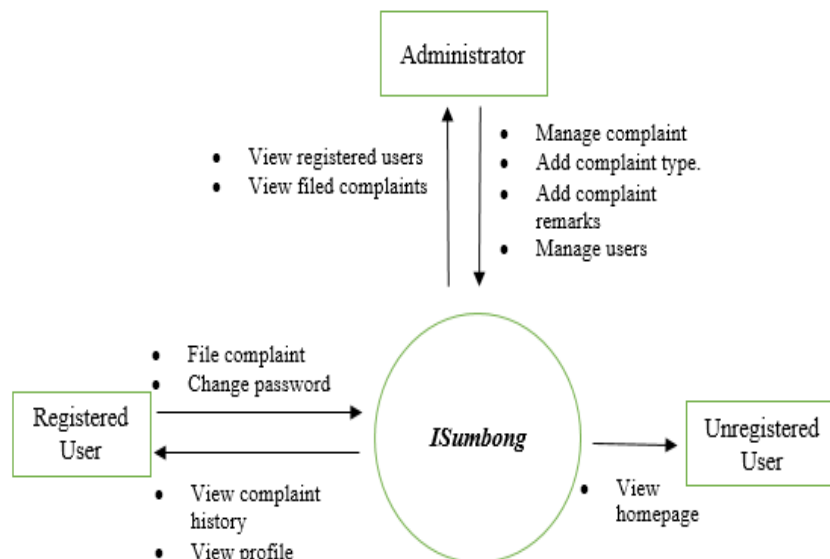 Administrator
• View registered users
• View filed complaints
• Manage complaint
• Add complaint type.
• Add complaint
remarks
• Manage users
• File complaint
• Change password
Registered
User
ISumbong
Unregistered
User
• View complaint
history
• View profile
• View
homepage